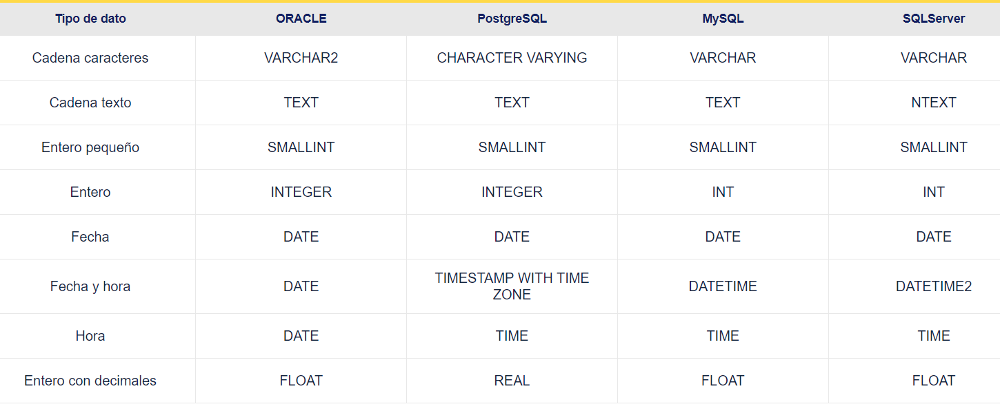 Tipo de dato ORACLE PostgreSQL MySQL SQLServer
Cadena caracteres VARCHAR2 CHARACTER VARYING VARCHAR VARCHAR
Cadena texto TEXT TEXT TEXT NTEXT
Entero pequeño SMALLINT SMALLINT SMALLINT SMALLINT
Entero INTEGER INTEGER INT INT
Fecha DATE DATE DATE DATE
Fecha y hora DATE TIMESTAMP WITH TIME ZONE DATETIME DATETIME2
Hora DATE TIME TIME TIME
Entero con decimales FLOAT REAL FLOAT FLOAT